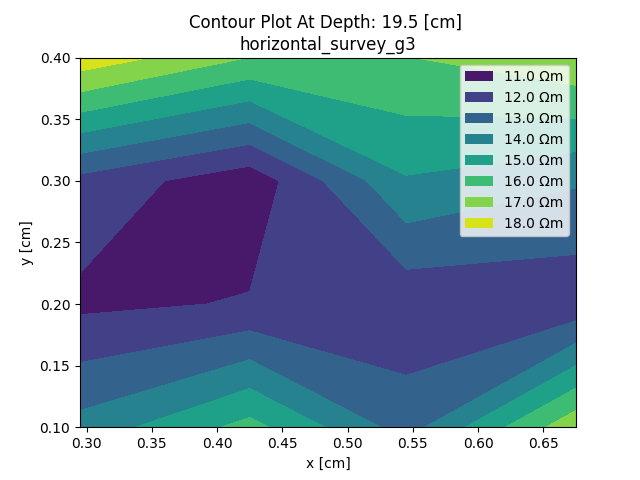 Contour Plot At Depth: 19.5 [cm]
horizontal_survey_g3
11.0 Ωm
12.0 Ωm
13.0 Ωm
14.0 Ωm
15.0 Ωm
16.0 Ωm
17.0 Ωm
18.0 Ωm
y [cm]
0.40
0.35
0.30
0.25
0.20
0.15
0.10
0.30 0.35 0.40 0.45 0.50 0.55 0.60 0.65
x [cm]